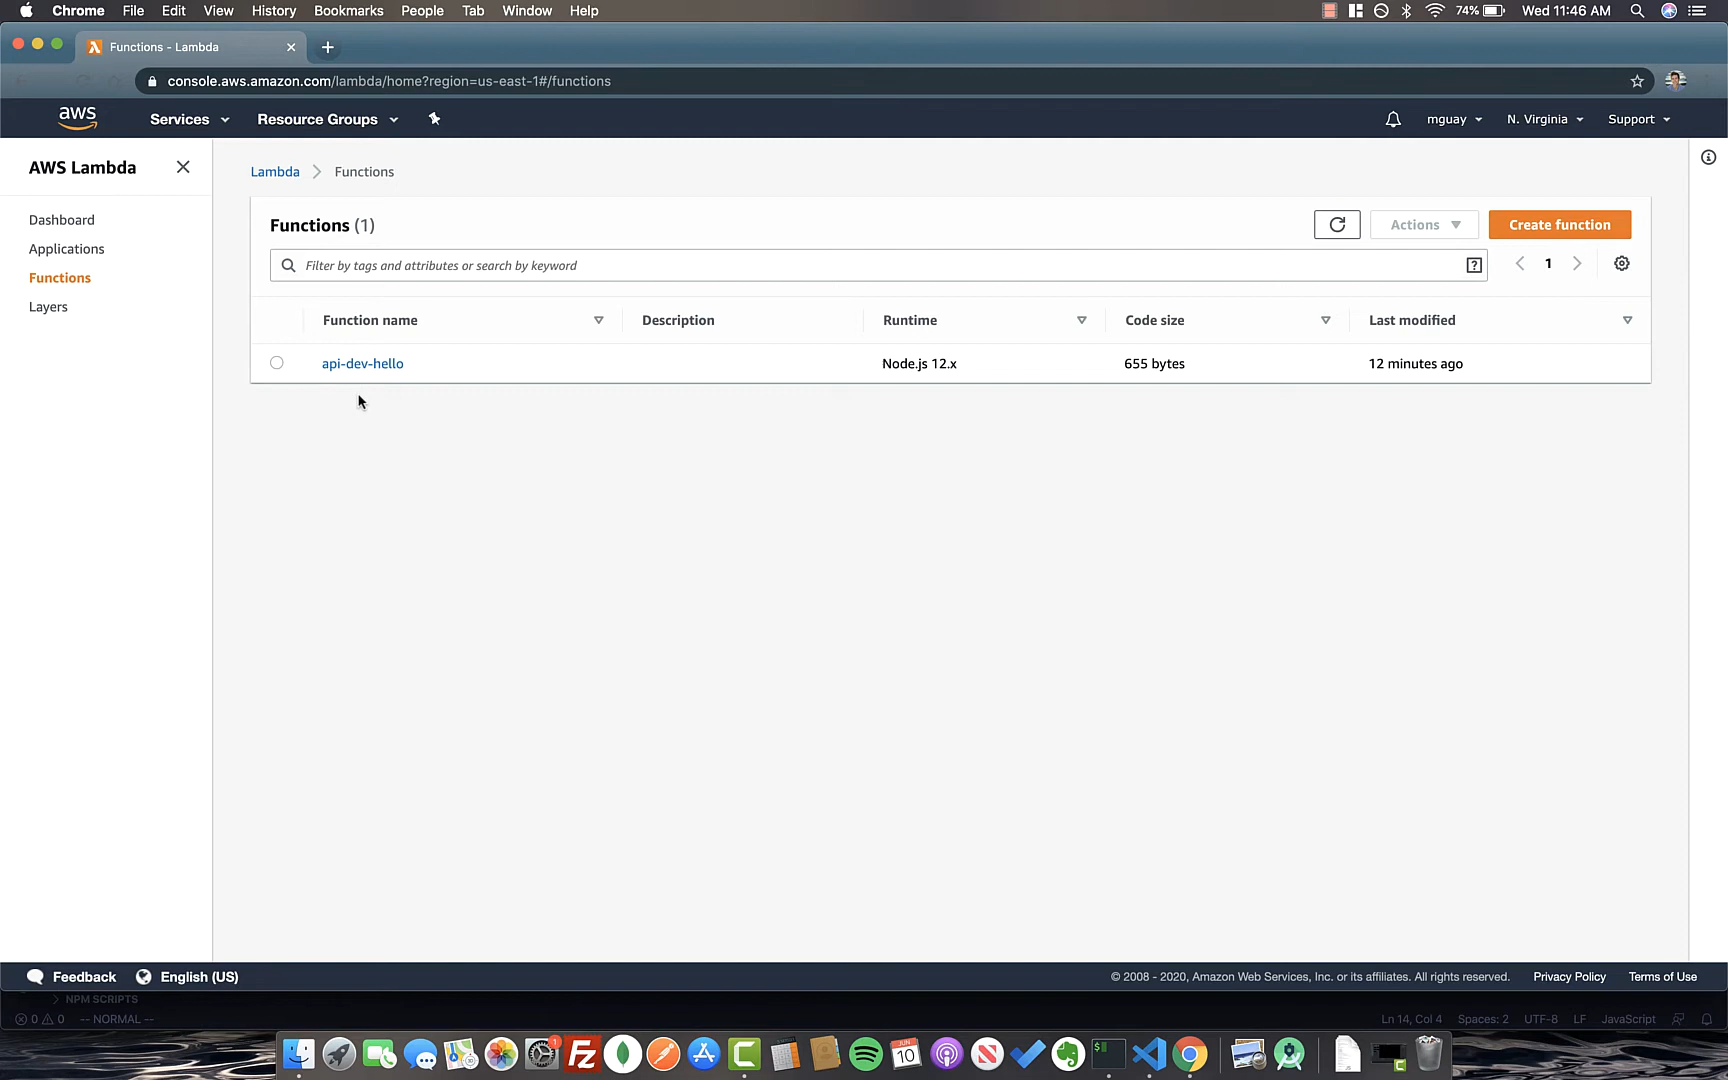 Chrome File Edit View History Bookmarks People Tab Window Help 74% Wed 11:46 AM
Functions - Lambda
console.aws.amazon.com/lambda/home?region=us-east-1#/functions
aws Services Resource Groups mguay N. Virginia Support
AWS Lambda
Dashboard
Applications
Functions
Layers
Lambda Functions
Functions (1) Actions Create function
Filter by tags and attributes or search by keyword ? 1
Function name Description Runtime Code size Last modified
api-dev-hello Node.js 12.x 655 bytes 12 minutes ago
Feedback English (US) © 2008 - 2020, Amazon Web Services, Inc. or its affiliates. All rights reserved. Privacy Policy Terms of Use
NPM SCRIPTS
0 0 -- NORMAL -- Ln 14, Col 4 Spaces: 2 UTF-8 LF JavaScript
1 FZ JUN 10 $